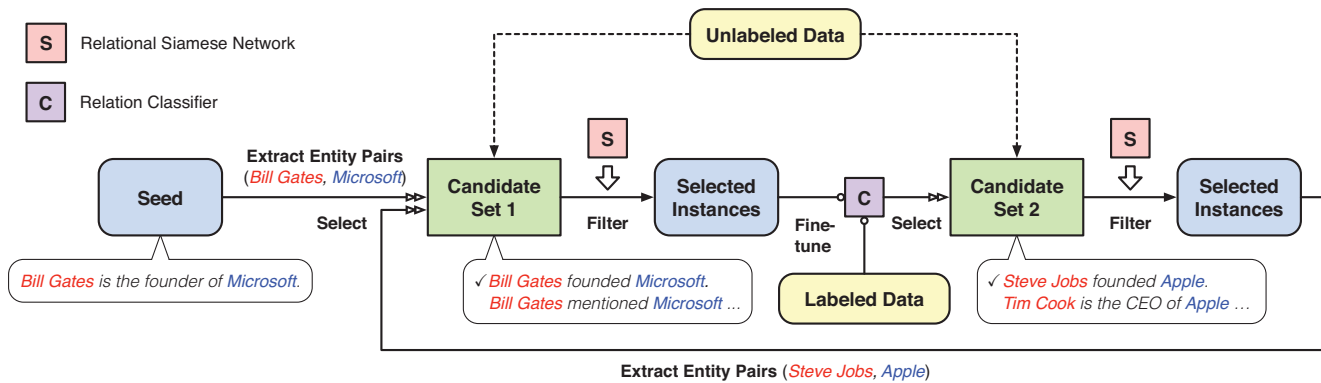 S Relational Siamese Network
C Relation Classifier
Unlabeled Data
Seed
Extract Entity Pairs
(Bill Gates, Microsoft)
Select
Candidate
Set 1
S
Filter
Selected
Instances
Fine-
tune
C
Select
Candidate
Set 2
S
Filter
Selected
Instances
Bill Gates is the founder of Microsoft.
✓ Bill Gates founded Microsoft.
Bill Gates mentioned Microsoft ...
Labeled Data
✓ Steve Jobs founded Apple.
Tim Cook is the CEO of Apple ...
Extract Entity Pairs (Steve Jobs, Apple)